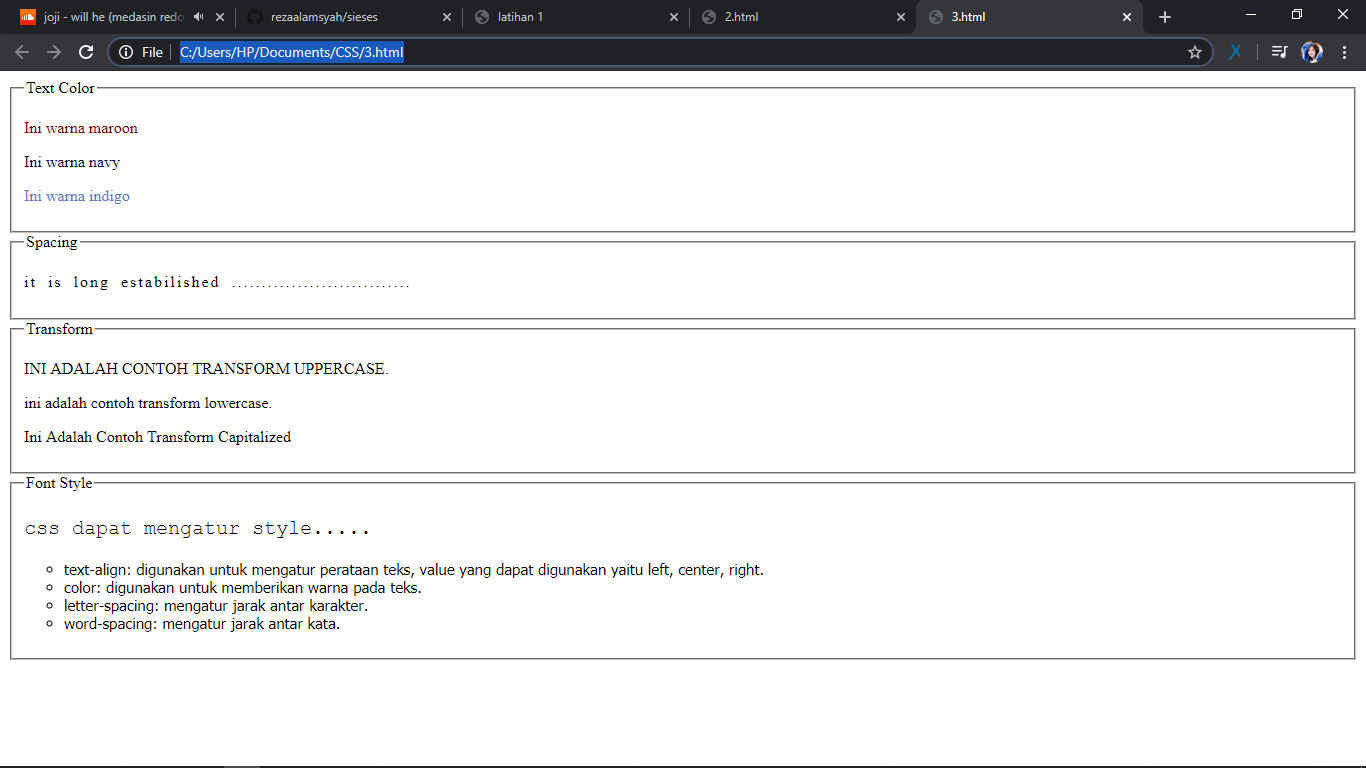 joji - will he (medasin redo
rezaalamsyah/sieses
latihan 1
2.html
3.html
File
C:/Users/HP/Documents/CSS/3.html
Text Color
Ini warna maroon
Ini warna navy
Ini warna indigo
Spacing
it is long estabilished ..............................
Transform
INI ADALAH CONTOH TRANSFORM UPPERCASE.
ini adalah contoh transform lowercase.
Ini Adalah Contoh Transform Capitalized
Font Style
css dapat mengatur style.....
text-align: digunakan untuk mengatur perataan teks, value yang dapat digunakan yaitu left, center, right.
color: digunakan untuk memberikan warna pada teks.
letter-spacing: mengatur jarak antar karakter.
word-spacing: mengatur jarak antar kata.